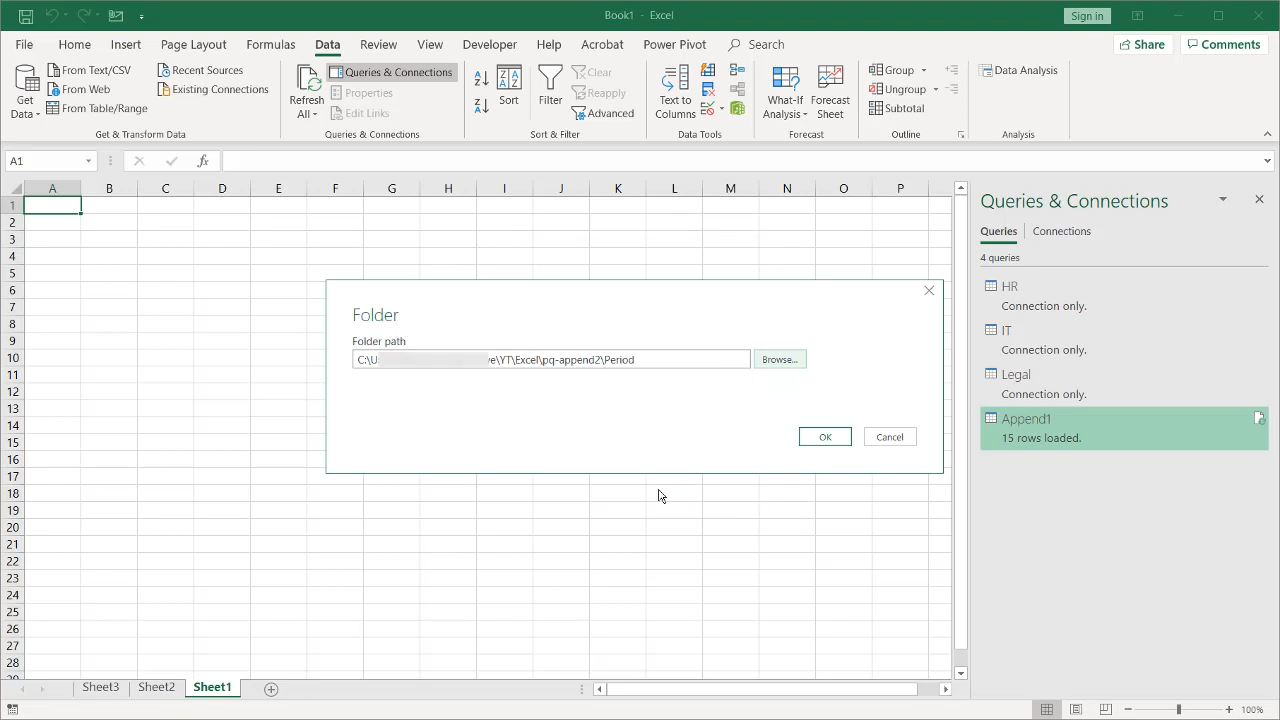 Book1 - Excel
Sign in
File Home Insert Page Layout Formulas Data Review View Developer Help Acrobat Power Pivot Search Share Comments
Get Data
From Text/CSV
From Web
From Table/Range
Recent Sources
Existing Connections
Get & Transform Data
Refresh All
Queries & Connections
Properties
Edit Links
Queries & Connections
Sort
Filter
Clear
Reapply
Advanced
Sort & Filter
Text to Columns
Data Tools
What-If Analysis
Forecast Sheet
Forecast
Group
Ungroup
Subtotal
Outline
Data Analysis
Analysis
A1
fx
A B C D E F G H I J K L M N O P
1
2
3
4
5
6
7
8
9
10
11
12
13
14
15
16
17
18
19
20
21
22
23
24
25
26
27
28
Folder
Folder path
C:\U e\YT\Excel\pq-append2\Period
Browse...
OK Cancel
Queries & Connections
Queries Connections
4 queries
HR
Connection only.
IT
Connection only.
Legal
Connection only.
Append1
15 rows loaded.
Sheet3 Sheet2 Sheet1
100%